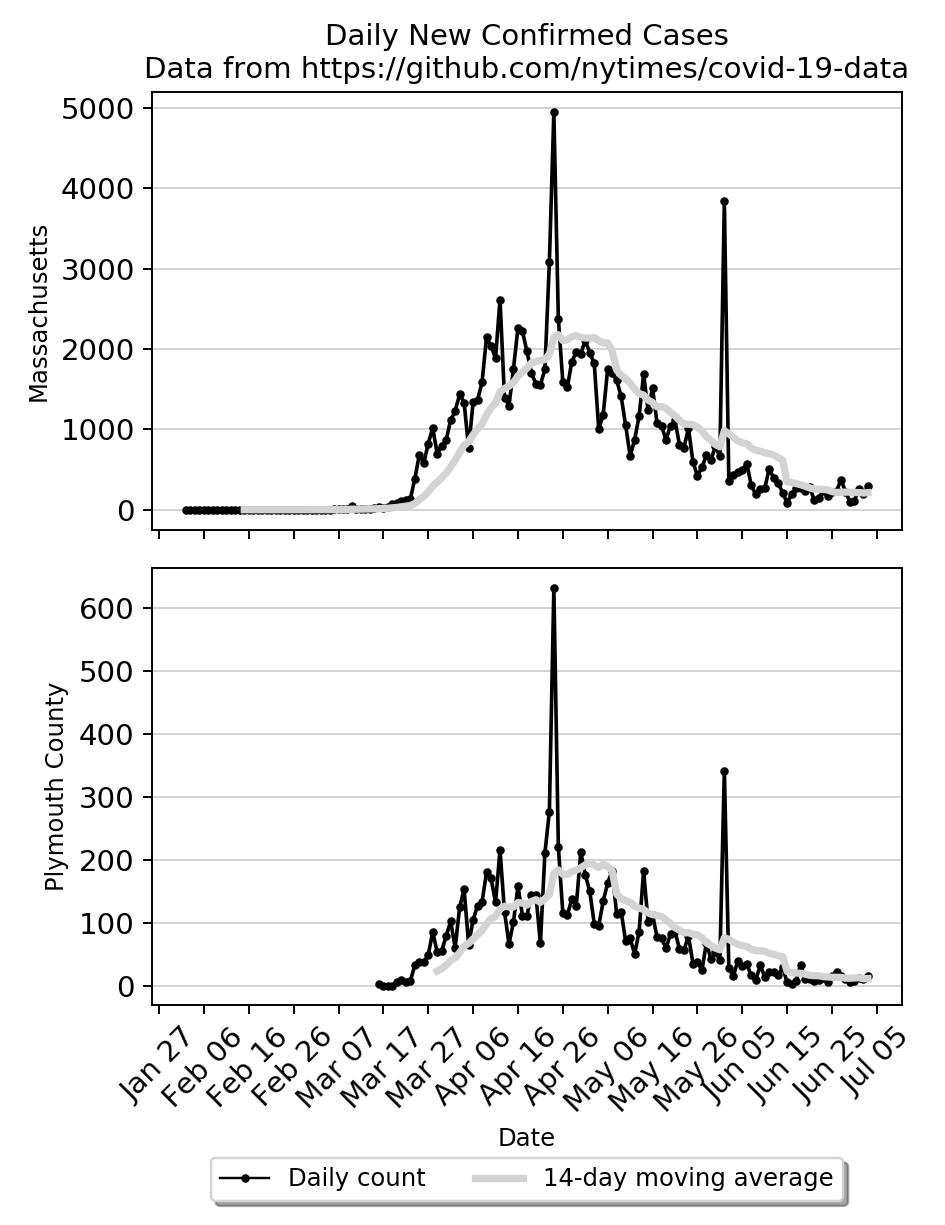 Daily New Confirmed Cases
Data from https://github.com/nytimes/covid-19-data
5000
4000
3000
2000
1000
0
Massachusetts
600
500
400
300
200
100
0
Plymouth County
Jan 27
Feb 06
Feb 16
Feb 26
Mar 07
Mar 17
Mar 27
Apr 06
Apr 16
Apr 26
May 06
May 16
May 26
Jun 05
Jun 15
Jun 25
Jul 05
Date
Daily count
14-day moving average